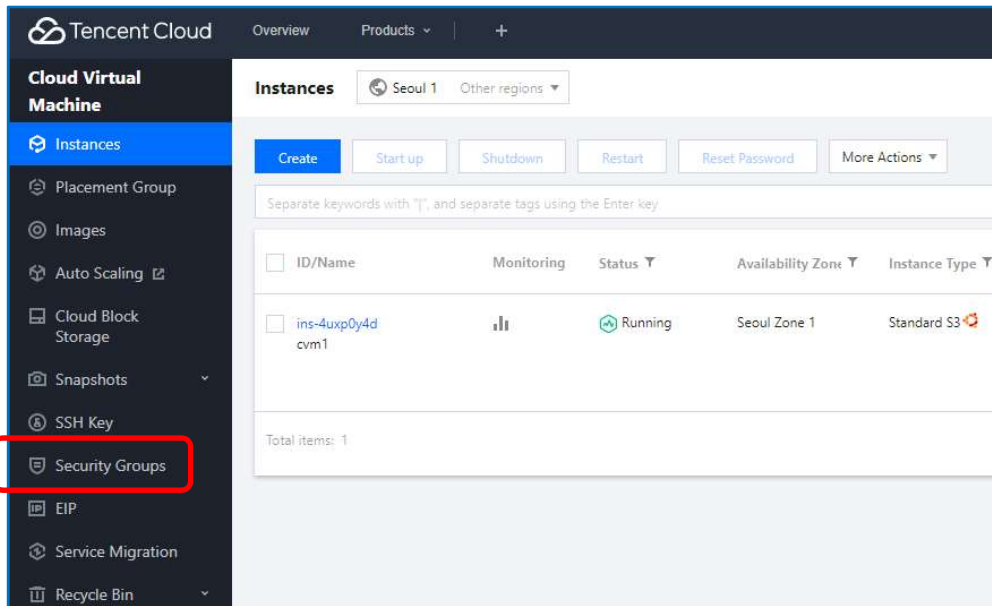 Tencent Cloud Overview Products +
Cloud Virtual
Machine
Instances Seoul 1 Other regions
Instances
Create Start up Shutdown Restart Reset Password More Actions
Placement Group
Separate keywords with "|", and separate tags using the Enter key
Images
ID/Name Monitoring Status Availability Zone Instance Type
Auto Scaling
Cloud Block
Storage
ins-4uxp0y4d Running Seoul Zone 1 Standard S3
cvm1
Snapshots
SSH Key
Total items: 1
Security Groups
IP EIP
Service Migration
Recycle Bin